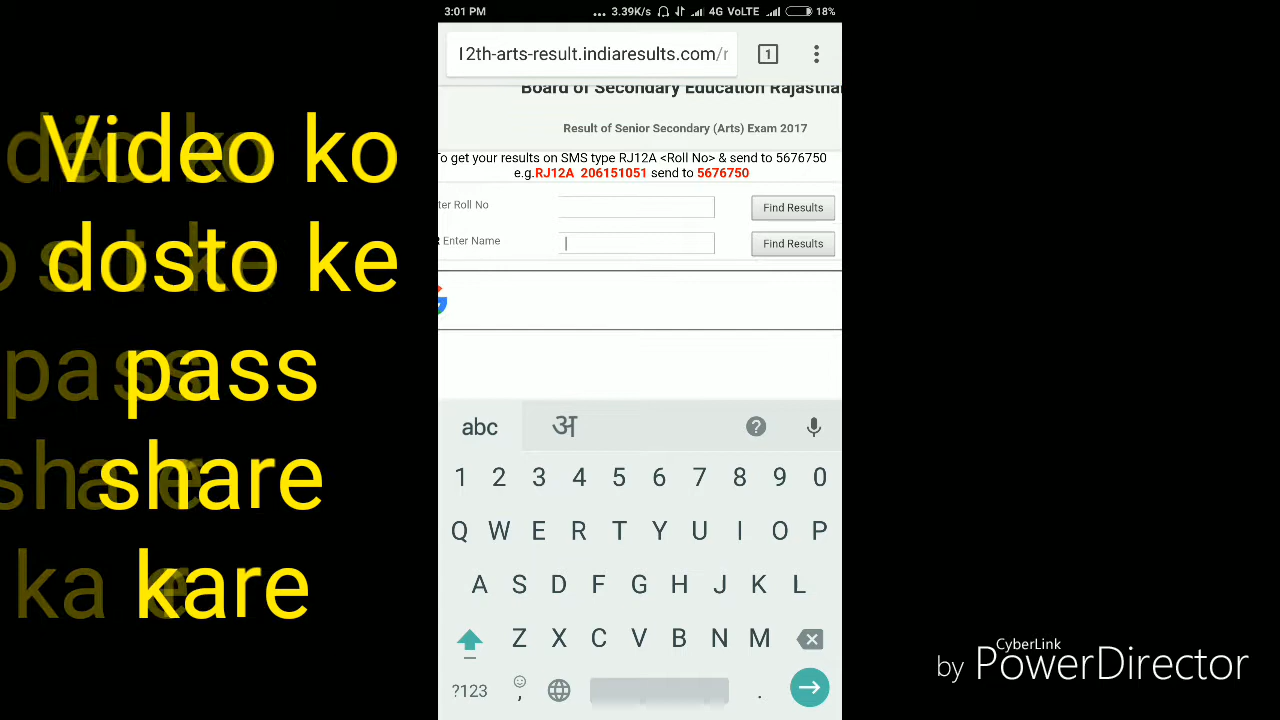 Video ko
dosto ke
pass
share
kare
3:01 PM ... 3.39K/s 4G VoLTE 18%
12th-arts-result.indiaresults.com/r
1
Board of Secondary Education Rajasthan
Result of Senior Secondary (Arts) Exam 2017
To get your results on SMS type RJ12A <Roll No> & send to 5676750
e.g.RJ12A 206151051 send to 5676750
ter Roll No Find Results
R Enter Name Find Results
abc अ ?
1 2 3 4 5 6 7 8 9 0
Q W E R T Y U I O P
A S D F G H J K L
Z X C V B N M
?123 , .
CyberLink
by PowerDirector